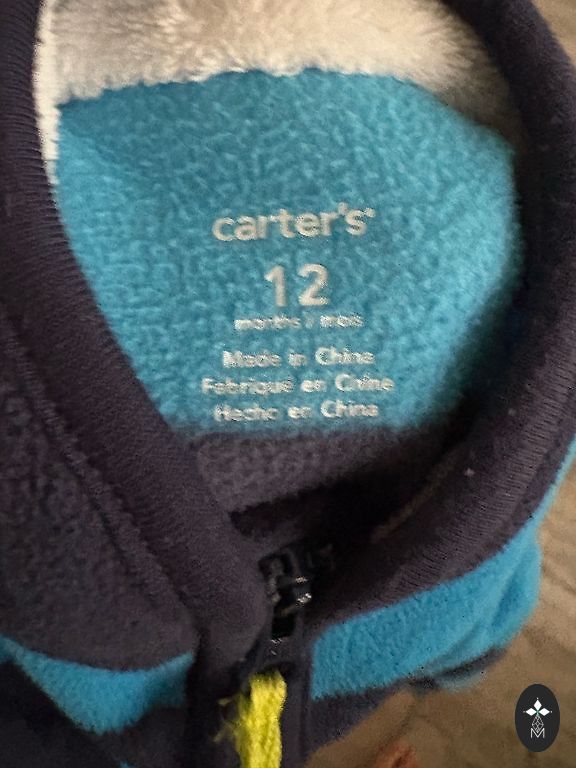 carter's
12
months / mois
Made in China
Fabriqué en Chine
Hecho en China
M